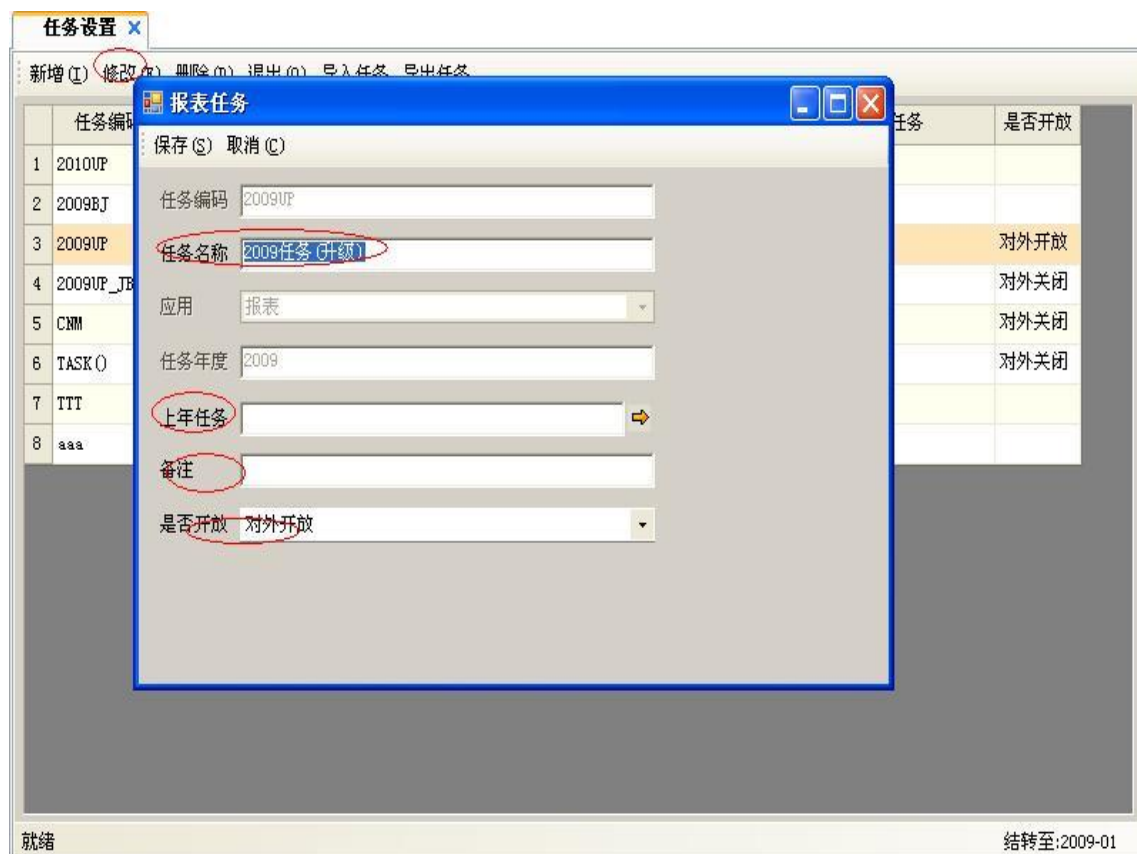 任务设置
新增(I) 修改 删除(D) 退出(Q) 导入任务 导出任务
任务编码 任务 是否开放
1 2010UP
2 2009BJ
3 2009UP 对外开放
4 2009UP_JB 对外关闭
5 CNM 对外关闭
6 TASK() 对外关闭
7 TTT
8 aaa
报表任务
保存(S) 取消(C)
任务编码 2009UP
任务名称 2009任务(升级)
应用 报表
任务年度 2009
上年任务
备注
是否开放 对外开放
就绪 结转至:2009-01